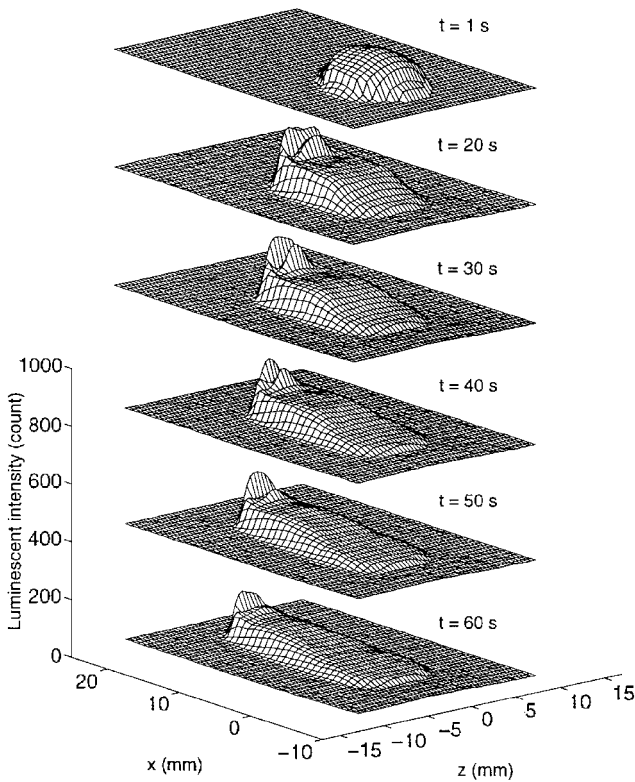 t = 1 s
t = 20 s
t = 30 s
t = 40 s
t = 50 s
t = 60 s
Luminescent intensity (count)
1000
800
600
400
200
0
20
10
0
-10
x (mm)
-15
-10
-5
0
5
10
15
z (mm)